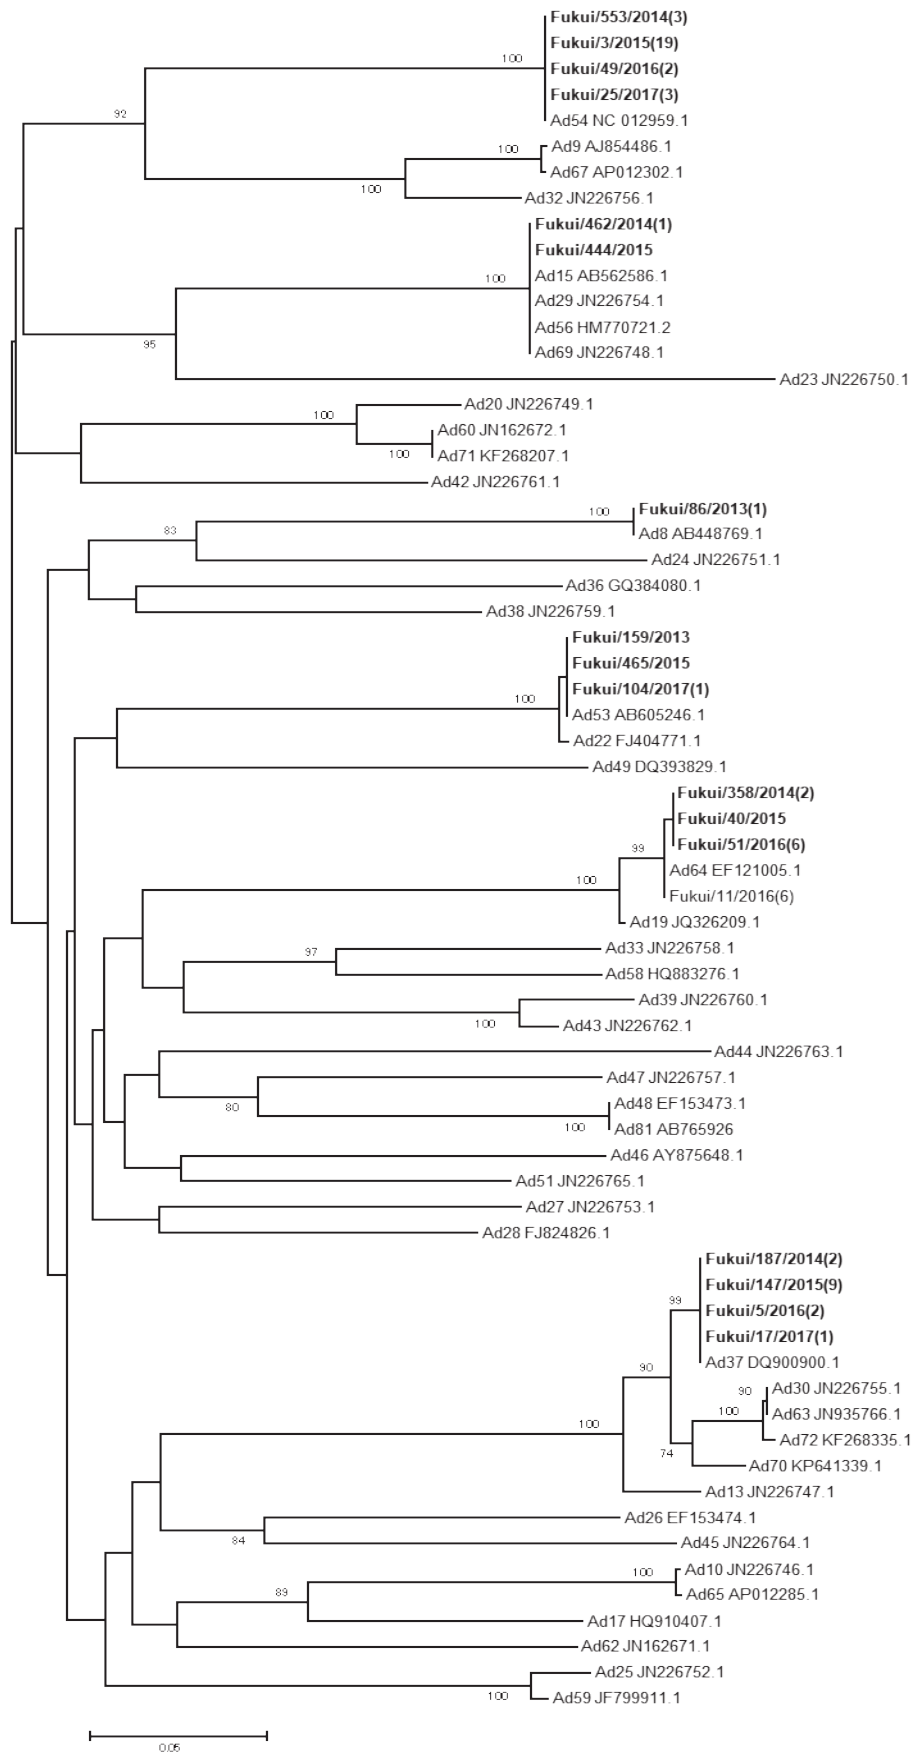 Fukui/553/2014(3)
Fukui/3/2015(19)
100
Fukui/49/2016(2)
Fukui/25/2017(3)
92
Ad54 NC 012959.1
100
Ad9 AJ854486.1
Ad67 AP012302.1
100
Ad32 JN226756.1
Fukui/462/2014(1)
Fukui/444/2015
100
Ad15 AB562586.1
Ad29 JN226754.1
Ad56 HM770721.2
95
Ad69 JN226748.1
Ad23 JN226750.1
Ad20 JN226749.1
100
Ad60 JN162672.1
100
Ad71 KF268207.1
Ad42 JN226761.1
100
Fukui/86/2013(1)
83
Ad8 AB448769.1
Ad24 JN226751.1
Ad36 GQ384080.1
Ad38 JN226759.1
Fukui/159/2013
Fukui/465/2015
Fukui/104/2017(1)
100
Ad53 AB605246.1
Ad22 FJ404771.1
Ad49 DQ393829.1
Fukui/358/2014(2)
Fukui/40/2015
Fukui/51/2016(6)
99
Ad64 EF121005.1
100
Fukui/11/2016(6)
Ad19 JQ326209.1
97
Ad33 JN226758.1
Ad58 HQ883276.1
Ad39 JN226760.1
100
Ad43 JN226762.1
Ad44 JN226763.1
Ad47 JN226757.1
80
Ad48 EF153473.1
100
Ad81 AB765926
Ad46 AY875648.1
Ad51 JN226765.1
Ad27 JN226753.1
Ad28 FJ824826.1
Fukui/187/2014(2)
Fukui/147/2015(9)
99
Fukui/5/2016(2)
Fukui/17/2017(1)
90
Ad37 DQ900900.1
90
Ad30 JN226755.1
100
Ad63 JN935766.1
100
Ad72 KF268335.1
74
Ad70 KP641339.1
Ad13 JN226747.1
Ad26 EF153474.1
84
Ad45 JN226764.1
100
Ad10 JN226746.1
89
Ad65 AP012285.1
Ad17 HQ910407.1
Ad62 JN162671.1
Ad25 JN226752.1
100
Ad59 JF799911.1
0.05